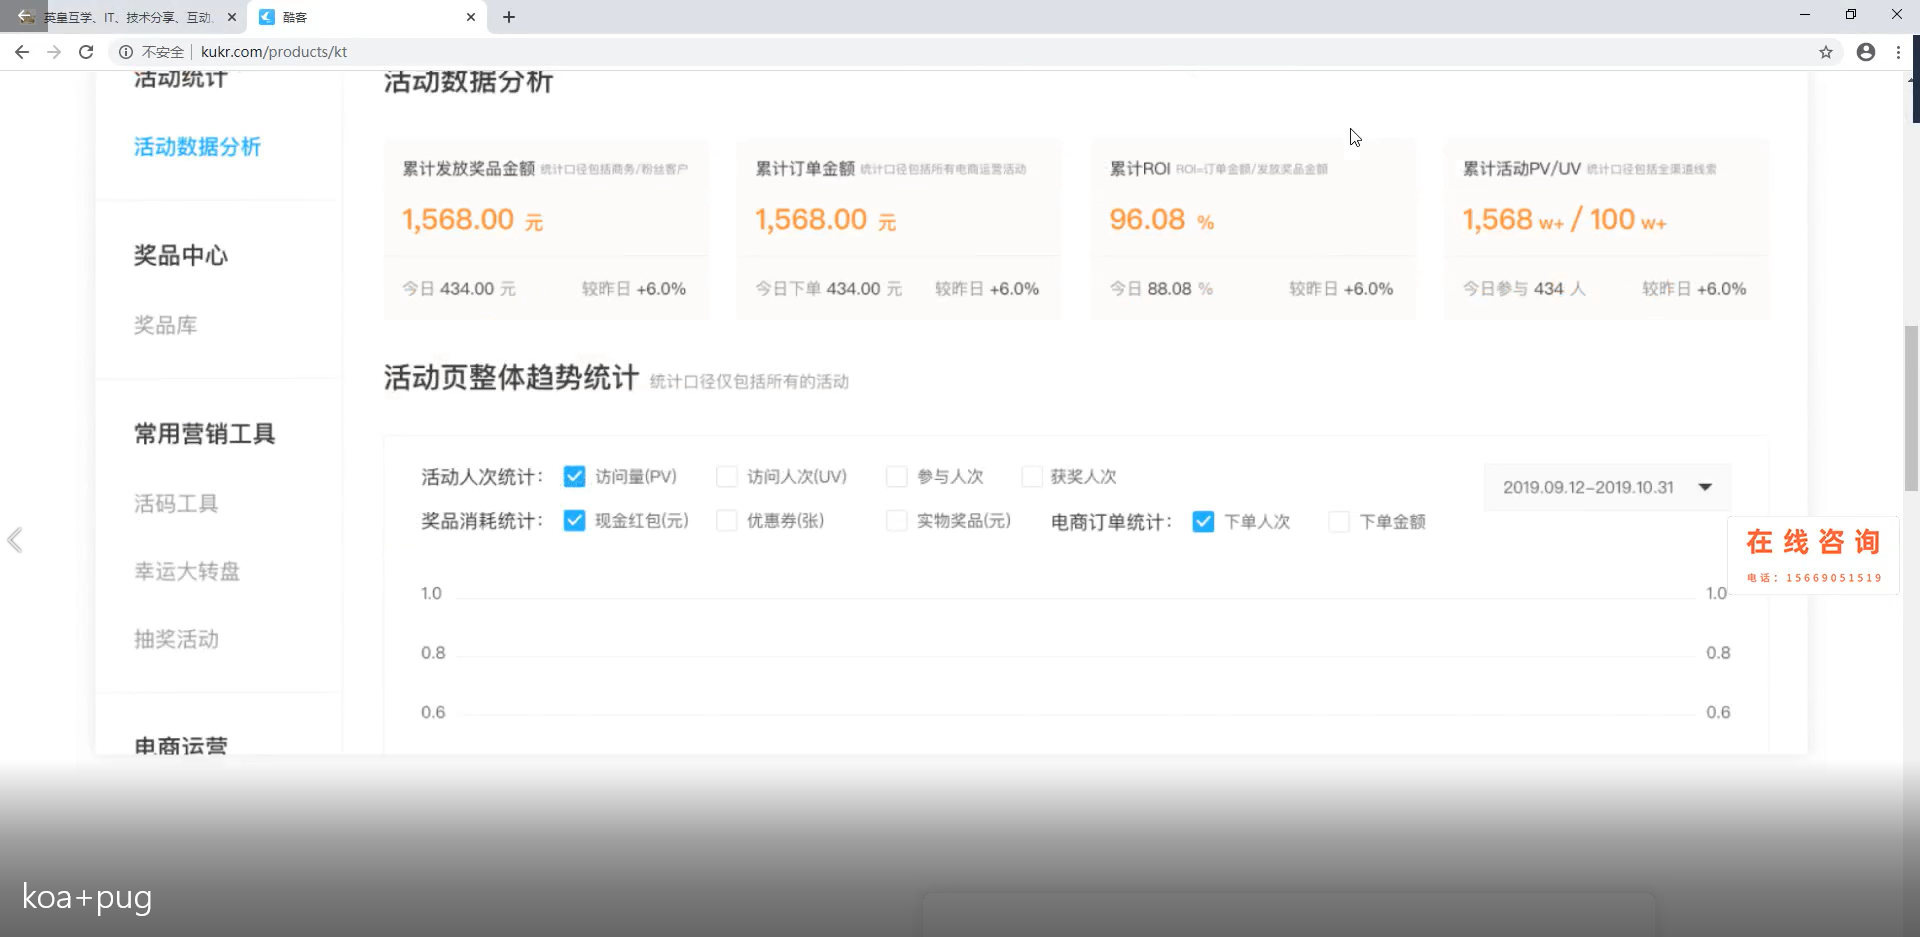 英皇互学、IT、技术分享、互动、
酷客
不安全
kukr.com/products/kt
活动统计
活动数据分析
奖品中心
奖品库
常用营销工具
活码工具
幸运大转盘
抽奖活动
电商运营
活动数据分析
累计发放奖品金额 统计口径包括商务/粉丝客户
1,568.00 元
今日 434.00 元 较昨日 +6.0%
累计订单金额 统计口径包括所有电商运营活动
1,568.00 元
今日下单 434.00 元 较昨日 +6.0%
累计ROI ROI=订单金额/发放奖品金额
96.08 %
今日 88.08 % 较昨日 +6.0%
累计活动PV/UV 统计口径包括全渠道线索
1,568 w+ / 100 w+
今日参与 434 人 较昨日 +6.0%
活动页整体趋势统计 统计口径仅包括所有的活动
活动人次统计: 访问量(PV) 访问人次(UV) 参与人次 获奖人次
2019.09.12-2019.10.31
奖品消耗统计: 现金红包(元) 优惠券(张) 实物奖品(元) 电商订单统计: 下单人次 下单金额
在线咨询
电话: 15669051519
1.0 1.0
0.8 0.8
0.6 0.6
koa+pug